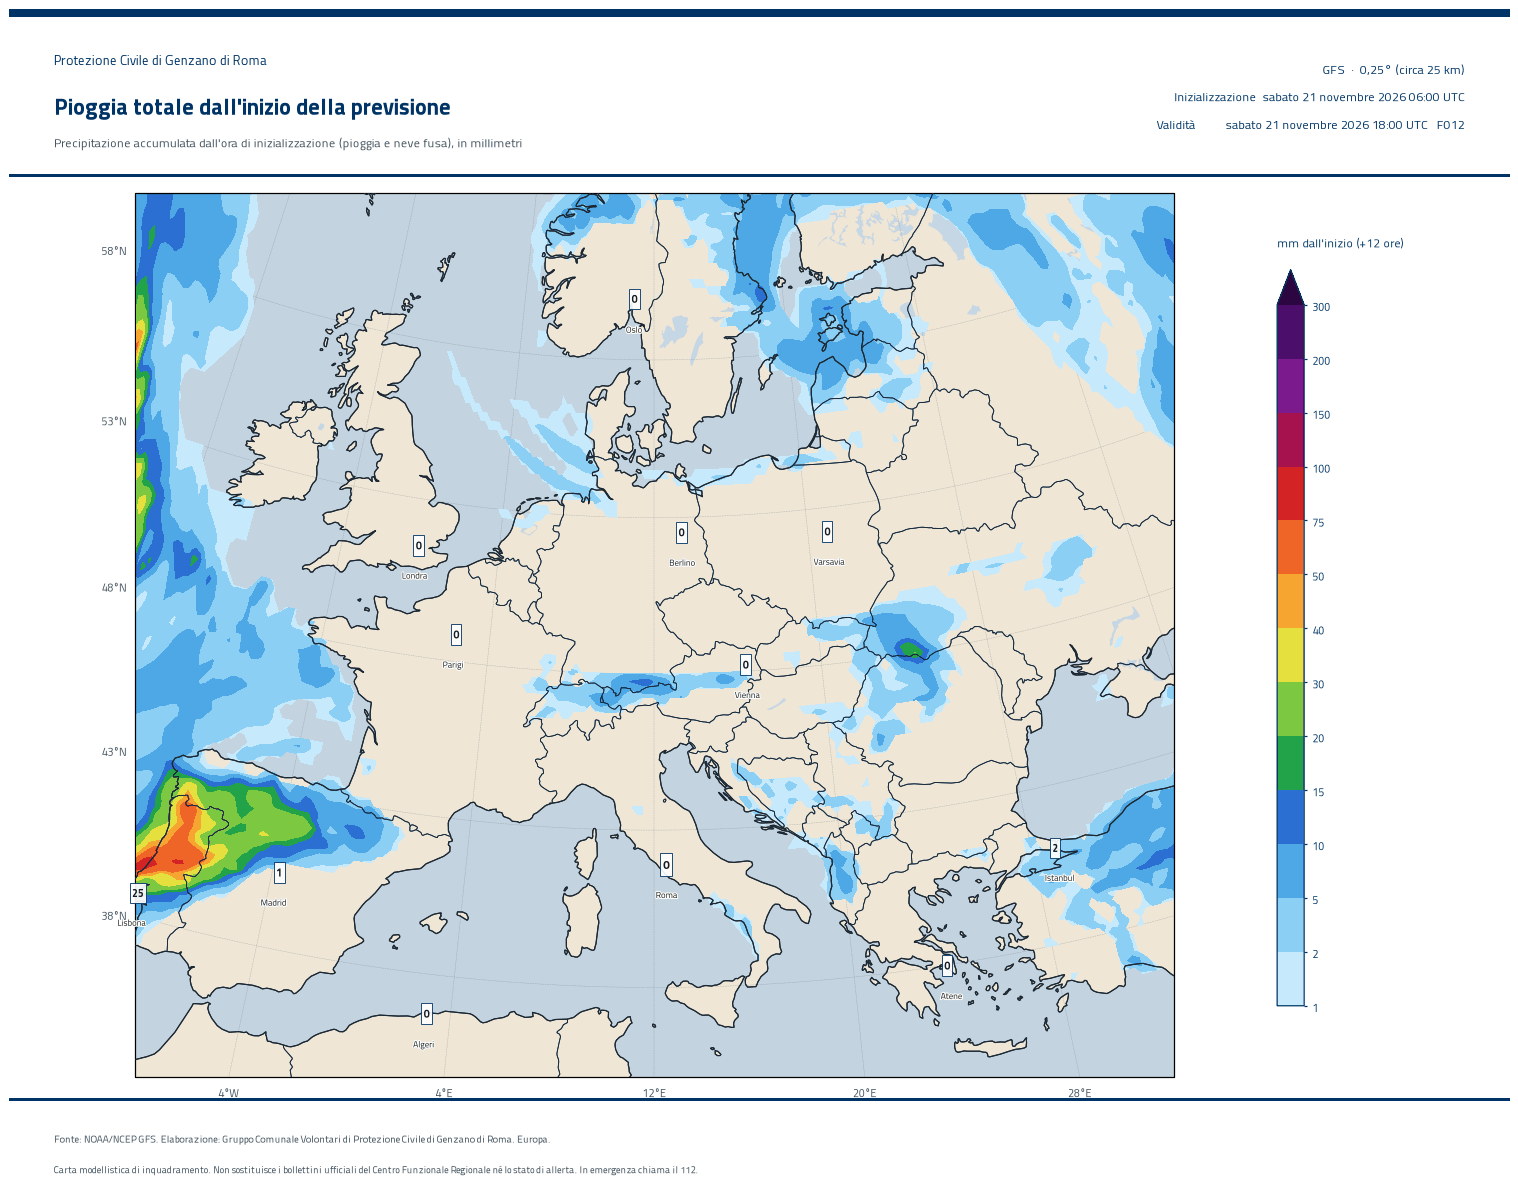 Protezione Civile di Genzano di Roma
Pioggia totale dall'inizio della previsione
Precipitazione accumulata dall'ora di inizializzazione (pioggia e neve fusa), in millimetri
GFS · 0,25° (circa 25 km)
Inizializzazione sabato 21 novembre 2026 06:00 UTC
Validità sabato 21 novembre 2026 18:00 UTC F012
58°N
53°N
48°N
43°N
38°N
0
Oslo
0
Londra
0
Berlino
0
Varsavia
0
Parigi
0
Vienna
2
Istanbul
0
Roma
1
Madrid
25
Lisbona
0
Atene
0
Algeri
4°W
4°E
12°E
20°E
28°E
mm dall'inizio (+12 ore)
300
200
150
100
75
50
40
30
20
15
10
5
2
1
Fonte: NOAA/NCEP GFS. Elaborazione: Gruppo Comunale Volontari di Protezione Civile di Genzano di Roma. Europa.
Carta modellistica di inquadramento. Non sostituisce i bollettini ufficiali del Centro Funzionale Regionale né lo stato di allerta. In emergenza chiama il 112.